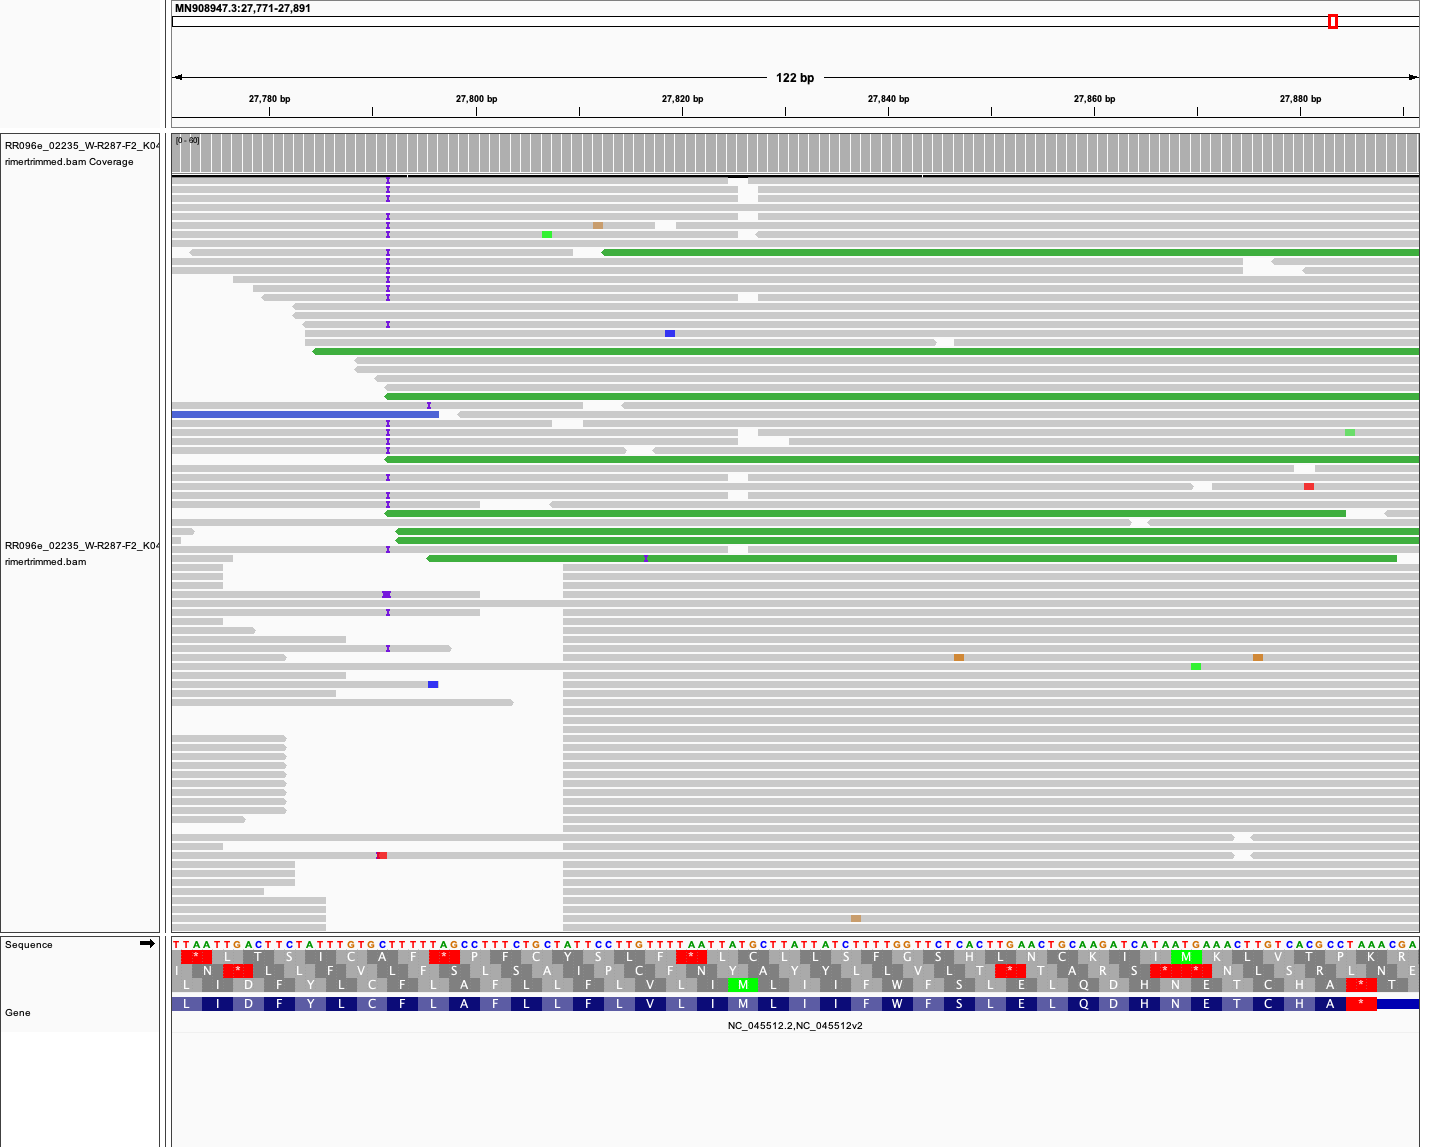 MN908947.3:27,771-27,891
122 bp
27,780 bp 27,800 bp 27,820 bp 27,840 bp 27,860 bp 27,880 bp
RR096e_02235_W-R287-F2_K04
rimertrimmed.bam Coverage
[0 - 60]
RR096e_02235_W-R287-F2_K04
rimertrimmed.bam
Sequence
TTAATTGACTTCTATTTGTGCTTTTTAGCCTTTCTGCTATTCCTTGTTTTAATTATGCTTATTATCTTTTGGTTCTCACTTGAACTGCAAGATCATAATGAAACTTGTCACGCCTAAACGA
* L T S I C A F * P F C Y S L F * L C L L S F G S H L N C K I I M K L V T P K R
I N * L L F V L F S L S A I P C F N Y A Y Y L L V L T * T A R S * * N L S R L N E
L I D F Y L C F L A F L L F L V L I M L I I F W F S L E L Q D H N E T C H A * T
Gene
L I D F Y L C F L A F L L F L V L I M L I I F W F S L E L Q D H N E T C H A *
NC_045512.2,NC_045512v2